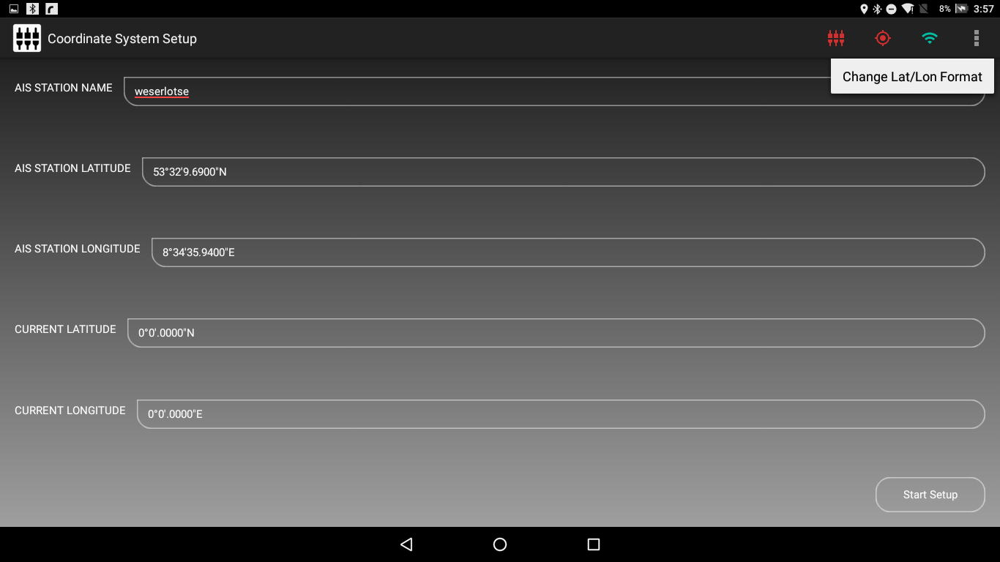 8% 3:57
Coordinate System Setup
Change Lat/Lon Format
AIS STATION NAME weserlotse
AIS STATION LATITUDE 53°32'9.6900"N
AIS STATION LONGITUDE 8°34'35.9400"E
CURRENT LATITUDE 0°0'.0000"N
CURRENT LONGITUDE 0°0'.0000"E
Start Setup